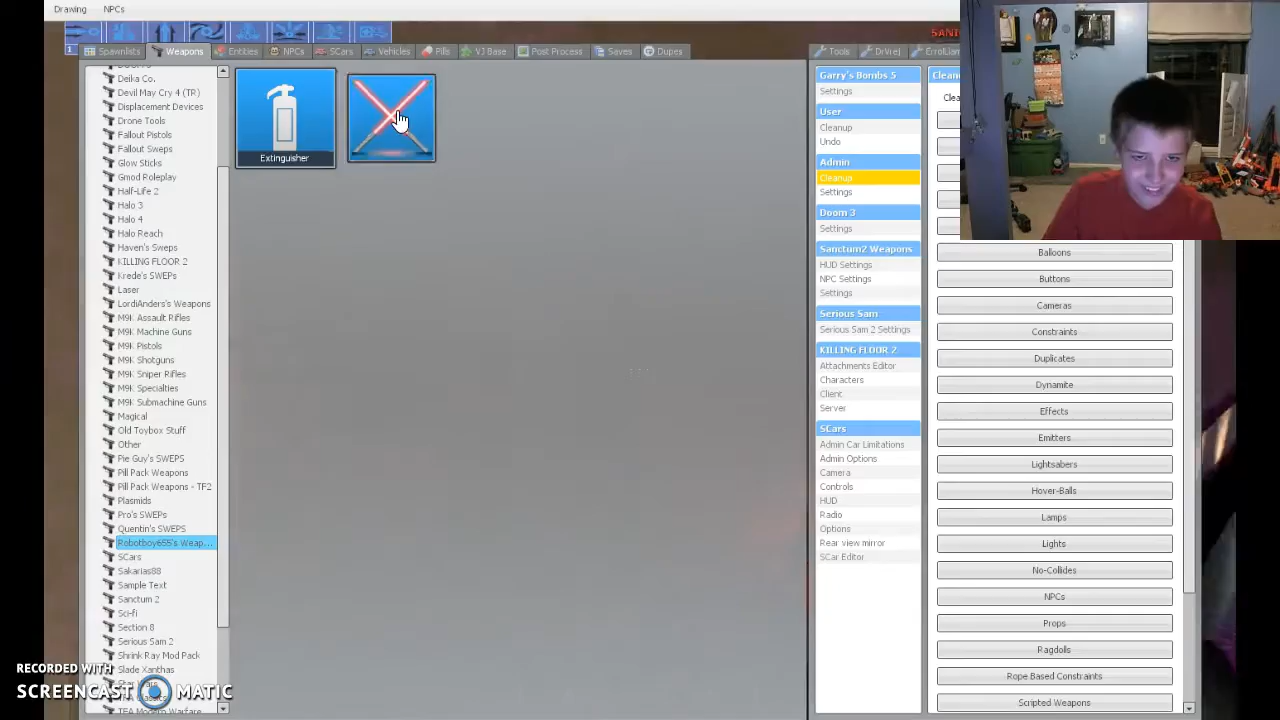 Drawing NPCs
1 Spawnlists Weapons Entities NPCs SCars Vehicles Pills VJ Base Post Process Saves Dupes Tools DrVrej
Deika Co.
Devil May Cry 4 (TR)
Displacement Devices
Drone Tools
Fallout Pistols
Fallout Sweps
Glow Sticks
Gmod Roleplay
Half-Life 2
Halo 3
Halo 4
Halo Reach
Haven's Sweps
KILLING FLOOR 2
Krede's SWEPs
Laser
LordiAnders's Weapons
M9K Assault Rifles
M9K Machine Guns
M9K Pistols
M9K Shotguns
M9K Sniper Rifles
M9K Specialties
M9K Submachine Guns
Magical
Old Toybox Stuff
Other
Pie Guy's SWEPS
Pill Pack Weapons
Pill Pack Weapons - TF2
Plasmids
Pro's SWEPs
Quentin's SWEPS
Robotboy655's Weap...
SCars
Sakarias88
Sample Text
Sanctum 2
Sci-fi
Section 8
Serious Sam 2
Shrink Ray Mod Pack
Slade Xanthas
TFA Modern Warfare
Extinguisher
Garry's Bombs 5
Settings
User
Cleanup
Undo
Admin
Cleanup
Settings
Doom 3
Settings
Sanctum2 Weapons
HUD Settings
NPC Settings
Settings
Serious Sam
Serious Sam 2 Settings
KILLING FLOOR 2
Attachments Editor
Characters
Client
Server
SCars
Admin Car Limitations
Admin Options
Camera
Controls
HUD
Radio
Options
Rear view mirror
SCar Editor
Balloons
Buttons
Cameras
Constraints
Duplicates
Dynamite
Effects
Emitters
Lightsabers
Hover-Balls
Lamps
Lights
No-Collides
NPCs
Props
Ragdolls
Rope Based Constraints
Scripted Weapons
RECORDED WITH
SCREENCAST MATIC